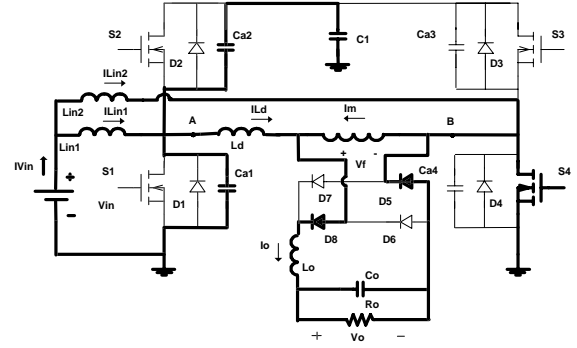 S2
D2
Ca2
C1
Ca3
D3
S3
ILin2
Lin2
ILin1
Lin1
A
ILd
Ld
Im
B
IVin
+
-
Vin
S1
D1
Ca1
+
Vf
-
Ca4
D7
D5
D8
D6
D4
S4
Io
Lo
Co
Ro
+
Vo
-